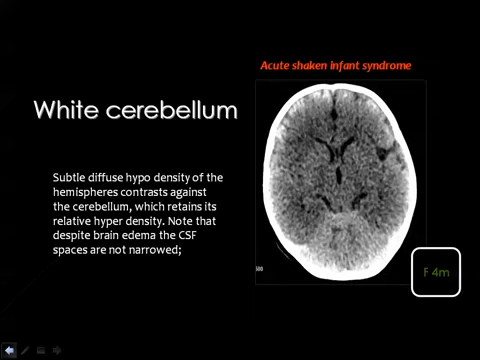 Acute shaken infant syndrome
White cerebellum
Subtle diffuse hypo density of the
hemispheres contrasts against
the cerebellum, which retains its
relative hyper density. Note that
despite brain edema the CSF
spaces are not narrowed;
F 4m